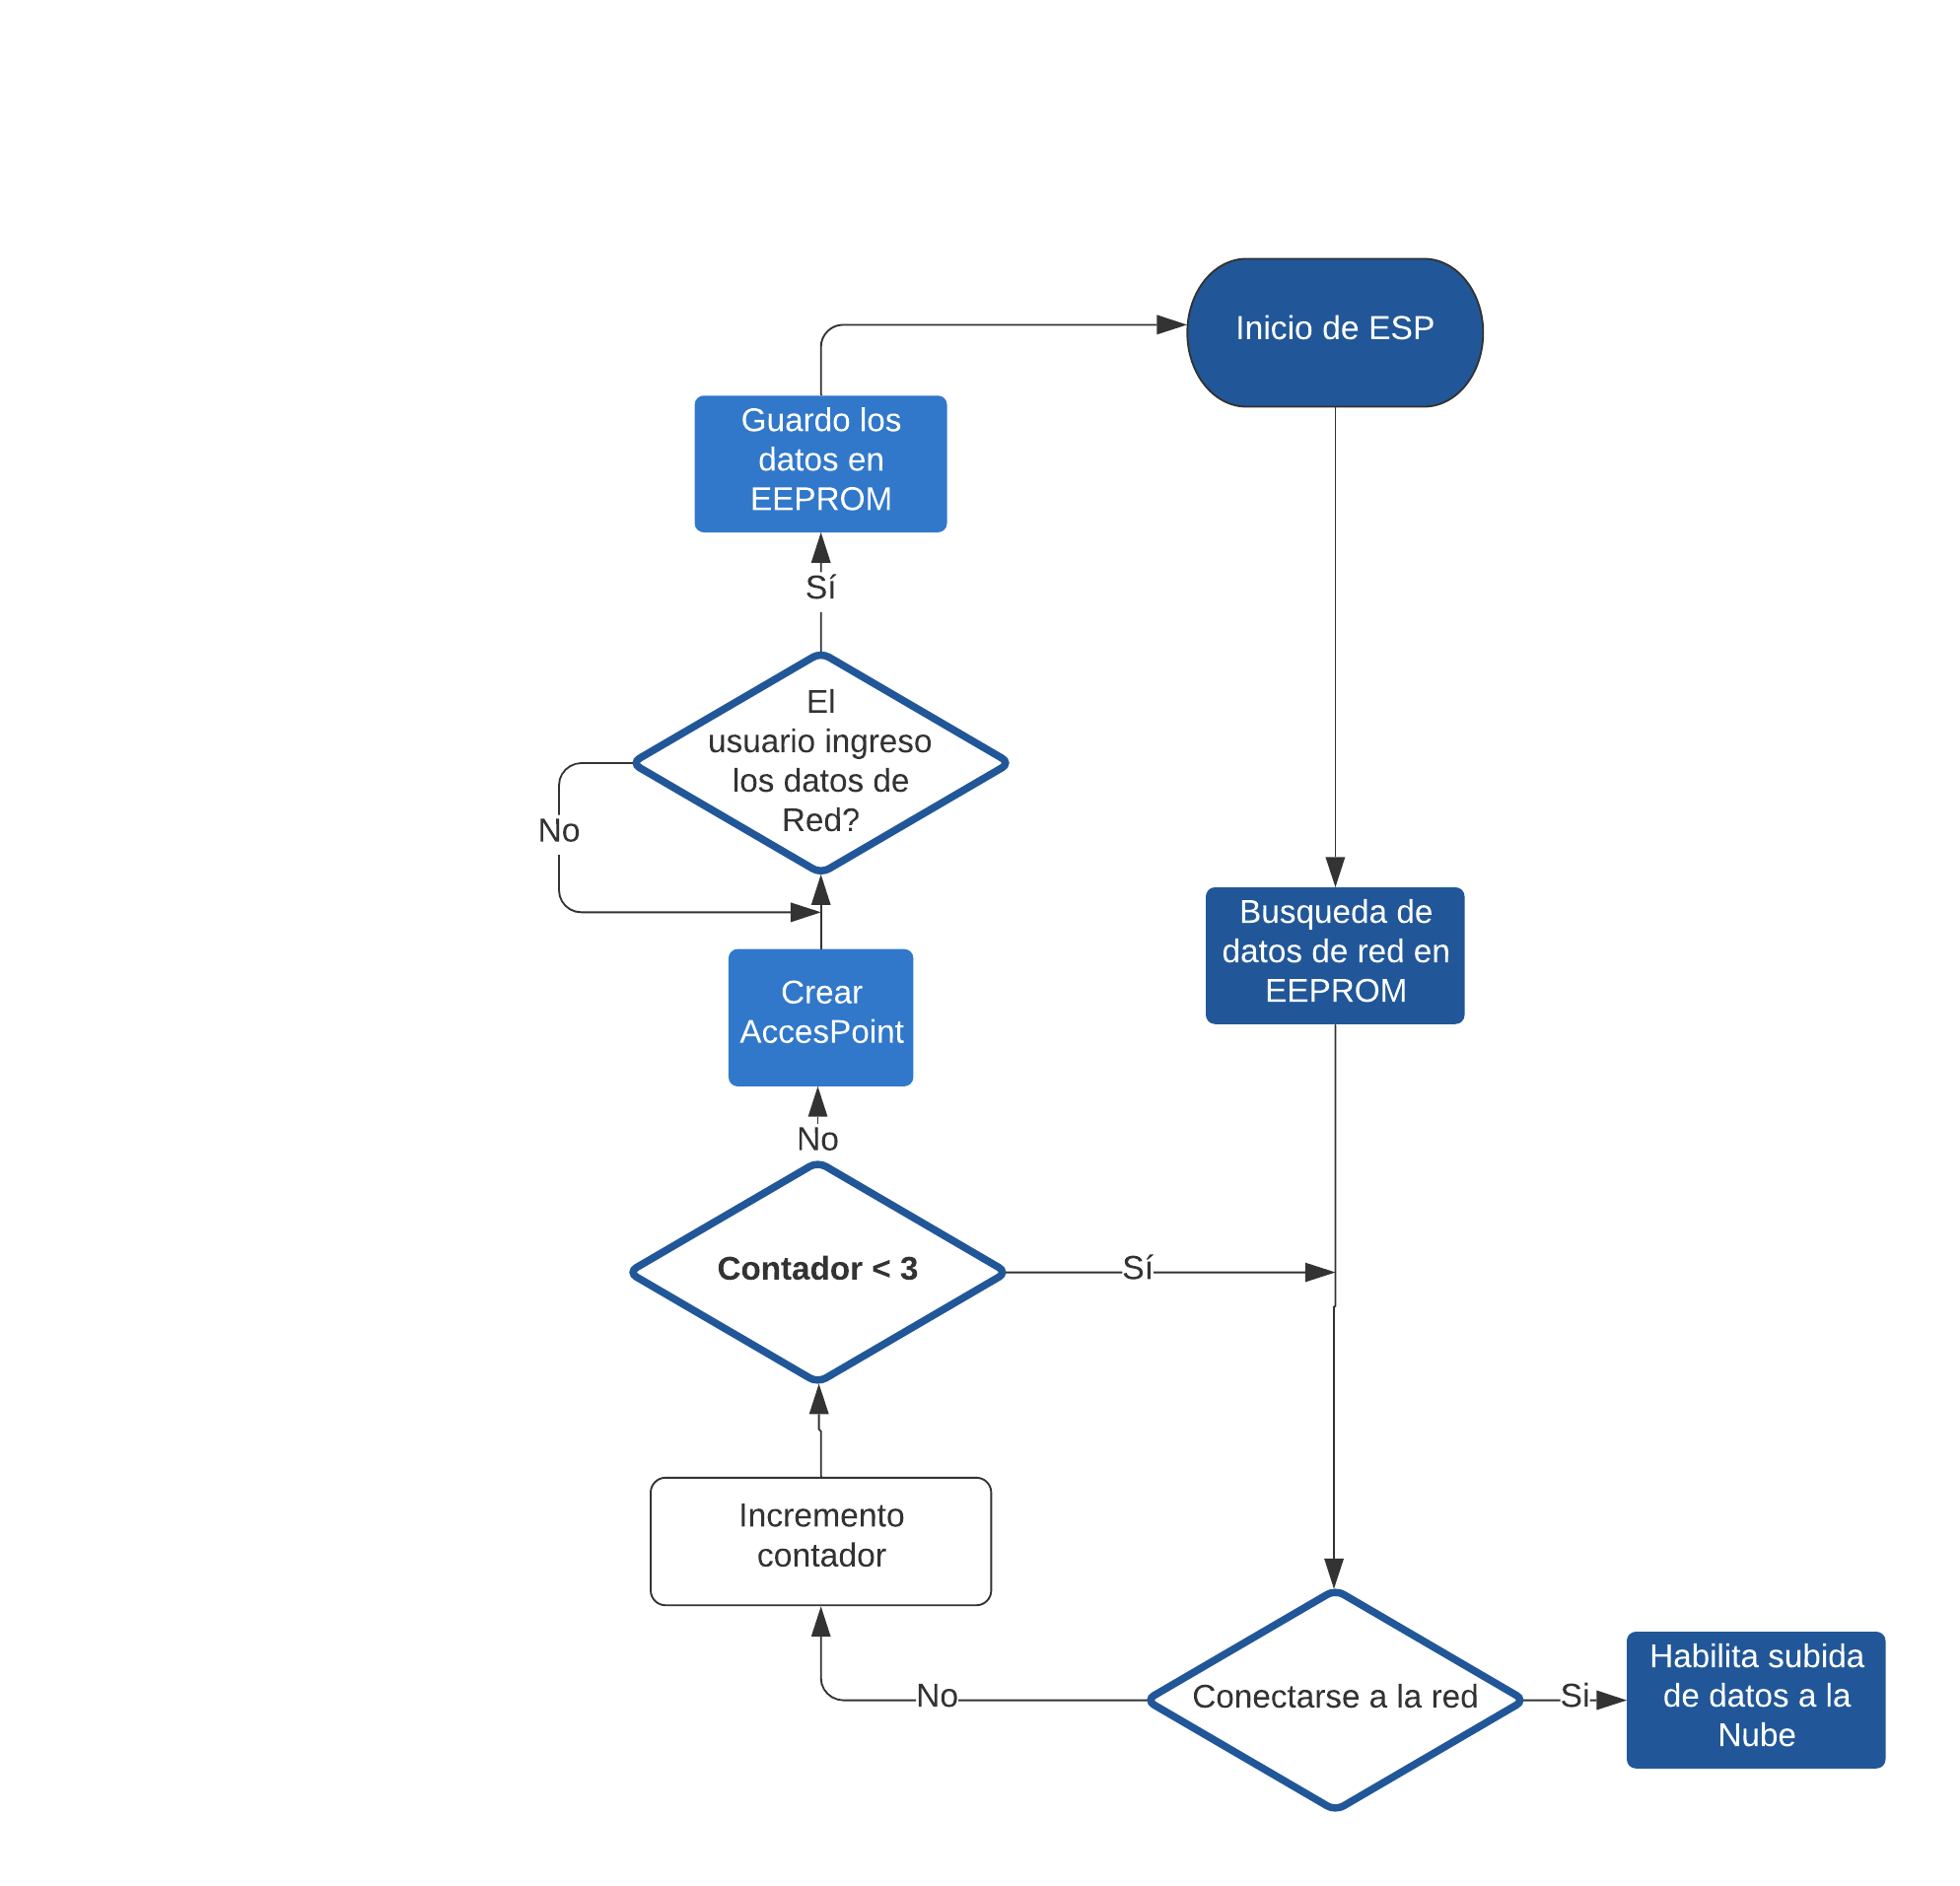 Inicio de ESP
Guardo los
datos en
EEPROM
Sí
El
usuario ingreso
los datos de
Red?
No
Busqueda de
datos de red en
EEPROM
Crear
AccesPoint
No
Contador < 3
Sí
Incremento
contador
No
Conectarse a la red
Si
Habilita subida
de datos a la
Nube